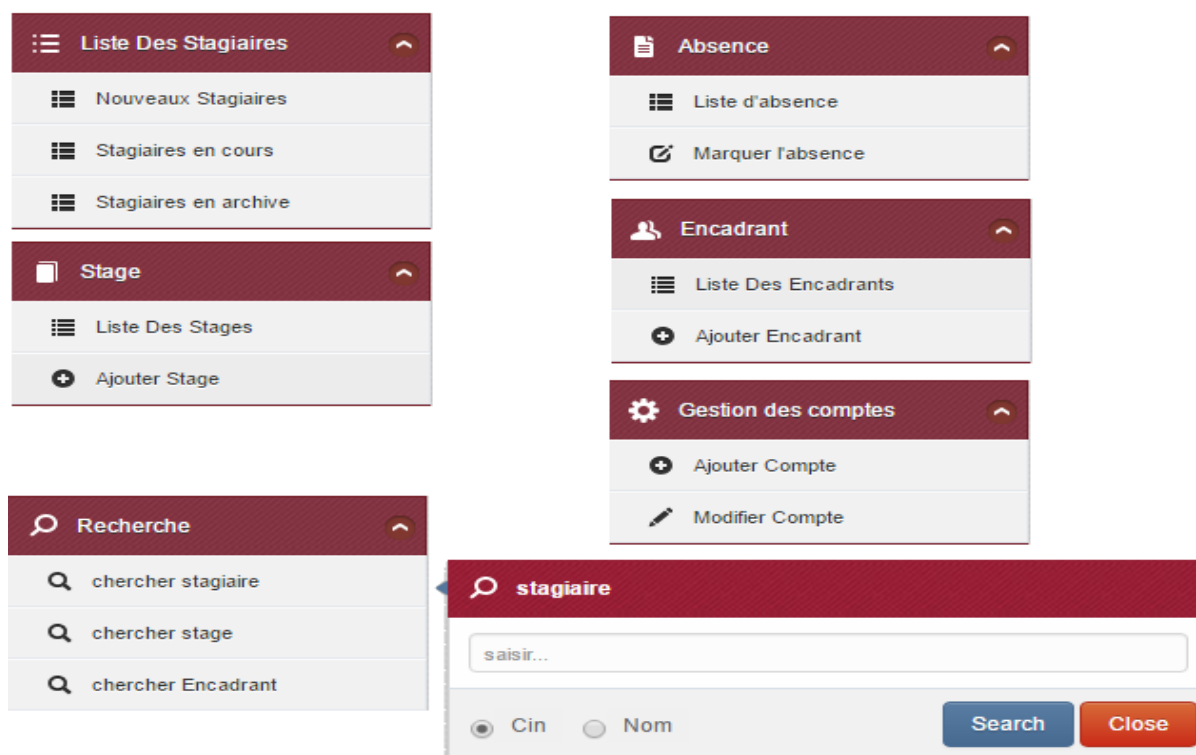 Liste Des Stagiaires
Nouveaux Stagiaires
Stagiaires en cours
Stagiaires en archive
Stage
Liste Des Stages
Ajouter Stage
Absence
Liste d'absence
Marquer l'absence
Encadrant
Liste Des Encadrants
Ajouter Encadrant
Gestion des comptes
Ajouter Compte
Modifier Compte
Recherche
chercher stagiaire
chercher stage
chercher Encadrant
stagiaire
saisir...
Cin Nom Search Close